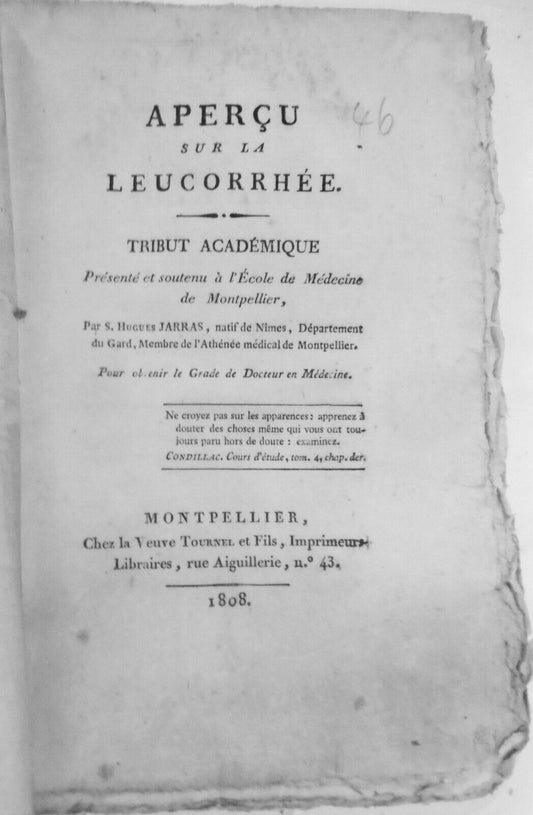 46
APERÇU
SUR LA
LEUCORRHÉE.
TRIBUT ACADÉMIQUE
Présenté et soutenu à l'École de Médecine
de Montpellier,
Par S. HUGUES JARRAS, natif de Nîmes, Département
du Gard, Membre de l'Athénée médical de Montpellier.
Pour obtenir le Grade de Docteur en Médecine.
Ne croyez pas sur les apparences : apprenez à
douter des choses même qui vous ont tou-
jours paru hors de doute : examinez.
CONDILLAC. Cours d'étude, tom. 4, chap. der.
MONTPELLIER,
Chez la Veuve TOURNEL et Fils, Imprimeurs-
Libraires, rue Aiguillerie, n.º 43.
1808.